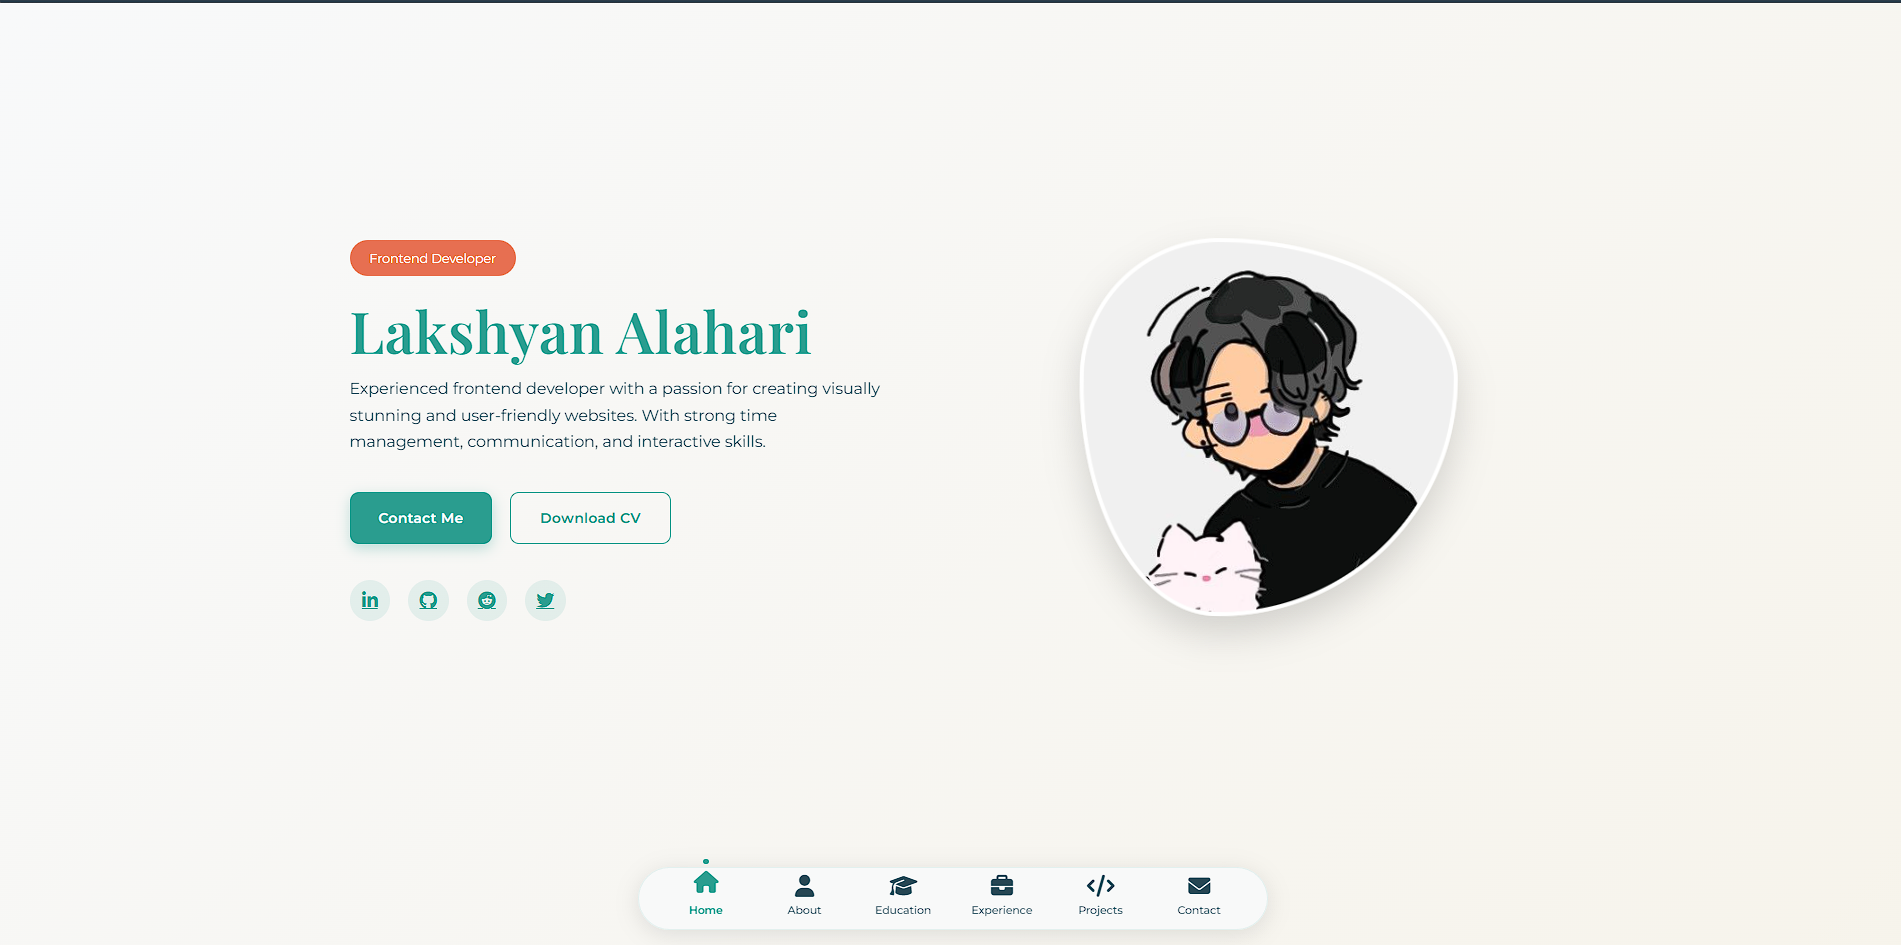 Frontend Developer
Lakshyan Alahari
Experienced frontend developer with a passion for creating visually
stunning and user-friendly websites. With strong time
management, communication, and interactive skills.
Contact Me
Download CV
in
Home
About
Education
Experience
Projects
Contact